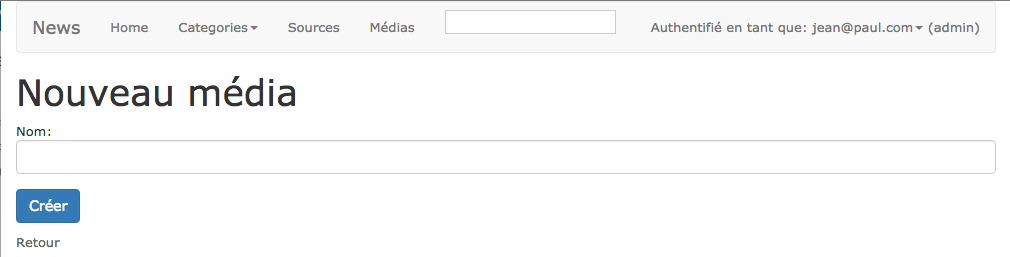 News Home Categories Sources Médias Authentifié en tant que: jean@paul.com (admin)
Nouveau média
Nom:
Créer
Retour